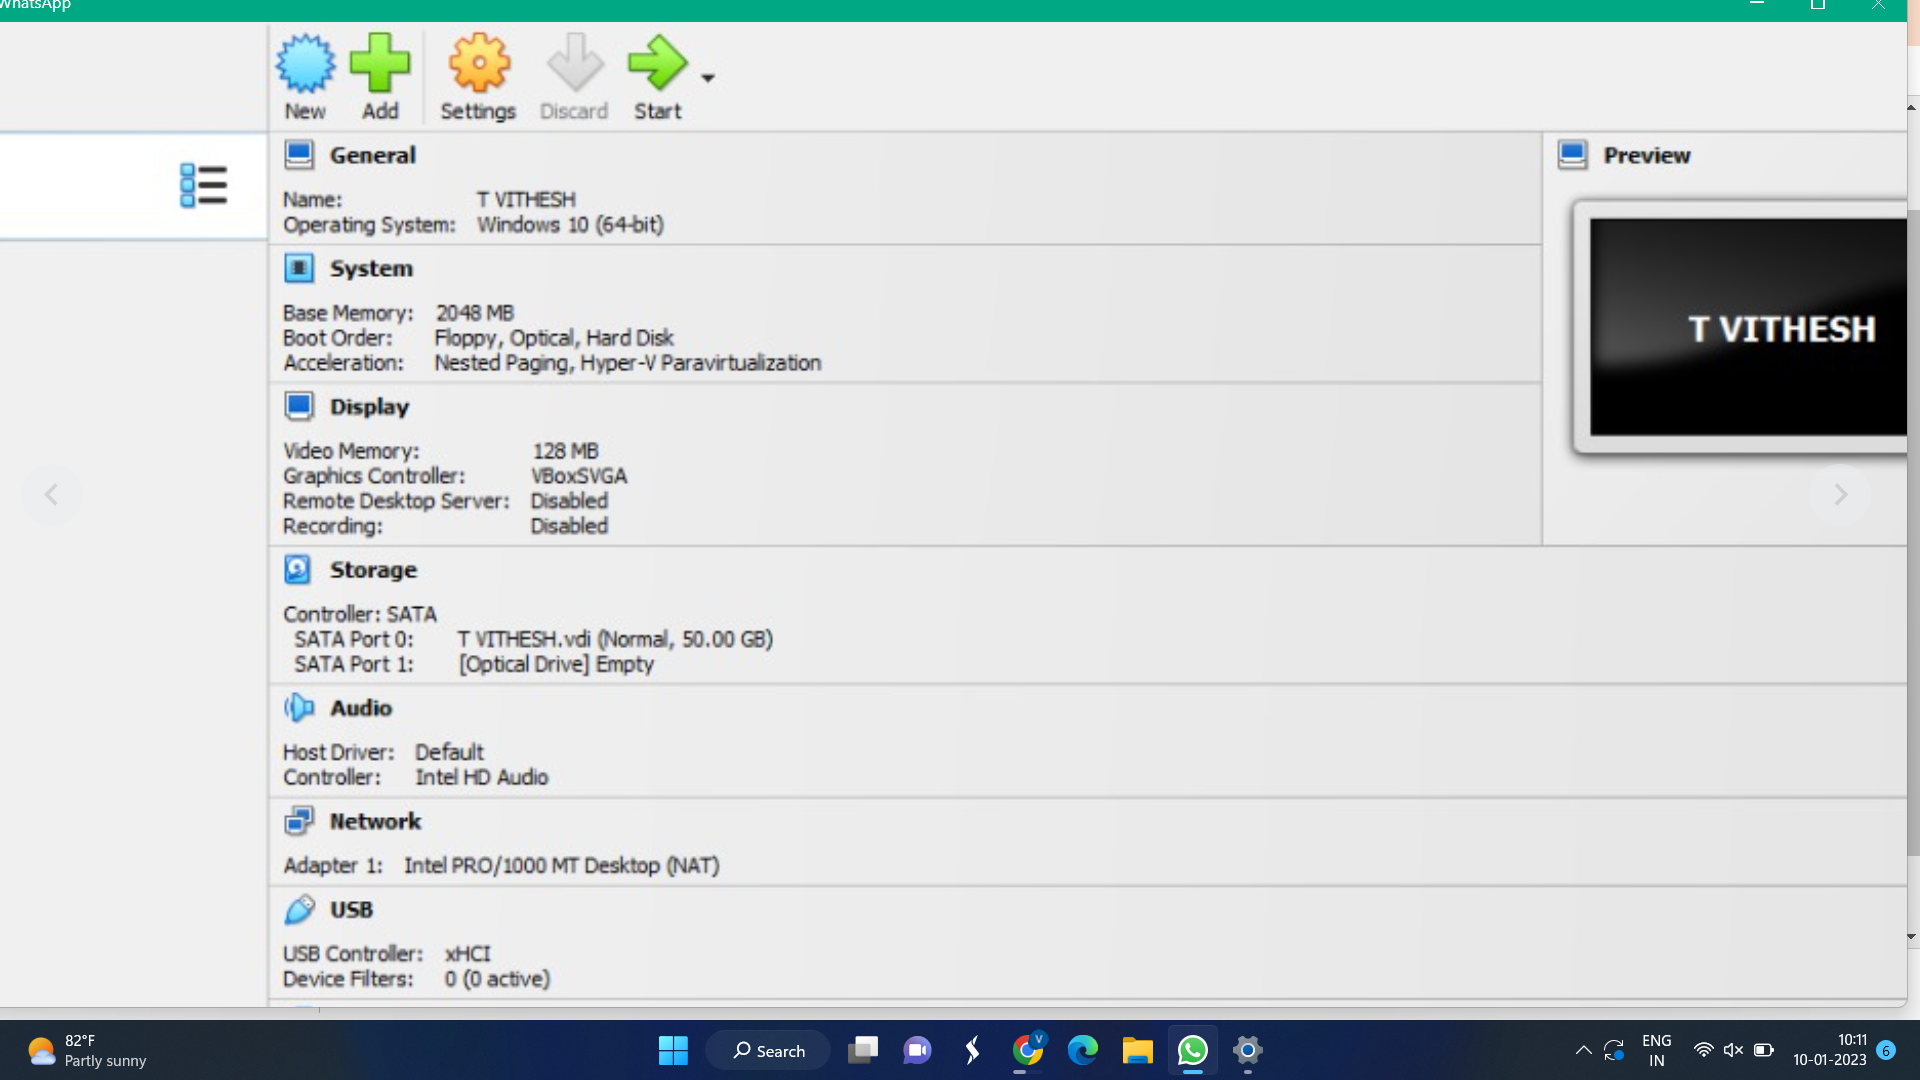 WhatsApp
New
Add
Settings
Discard
Start
General
Name: T VITHESH
Operating System: Windows 10 (64-bit)
Preview
T VITHESH
System
Base Memory: 2048 MB
Boot Order: Floppy, Optical, Hard Disk
Acceleration: Nested Paging, Hyper-V Paravirtualization
Display
Video Memory: 128 MB
Graphics Controller: VBoxSVGA
Remote Desktop Server: Disabled
Recording: Disabled
Storage
Controller: SATA
SATA Port 0: T VITHESH.vdi (Normal, 50.00 GB)
SATA Port 1: [Optical Drive] Empty
Audio
Host Driver: Default
Controller: Intel HD Audio
Network
Adapter 1: Intel PRO/1000 MT Desktop (NAT)
USB
USB Controller: xHCI
Device Filters: 0 (0 active)
82°F
Partly sunny
Search
V
ENG
IN
10:11
10-01-2023
6